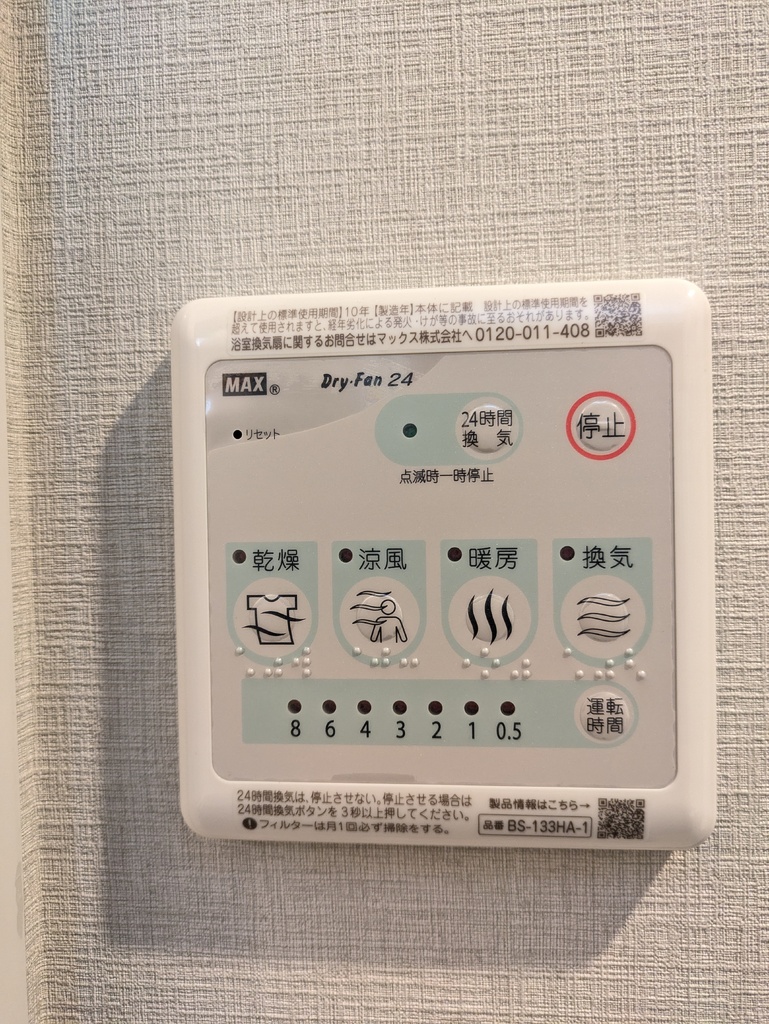 【設計上の標準使用期間】10年 【製造年】本体に記載 設計上の標準使用期間を
超えて使用されますと、経年劣化による発火・けが等の事故に至るおそれがあります。
浴室換気扇に関するお問合せはマックス株式会社へ 0120-011-408
MAX® Dry・Fan 24
リセット
24時間
換気
停止
点滅時一時停止
乾燥 涼風 暖房 換気
8 6 4 3 2 1 0.5
運転
時間
24時間換気は、停止させない。停止させる場合は
24時間換気ボタンを3秒以上押してください。
フィルターは月1回必ず掃除をする。
製品情報はこちら→
品番 BS-133HA-1